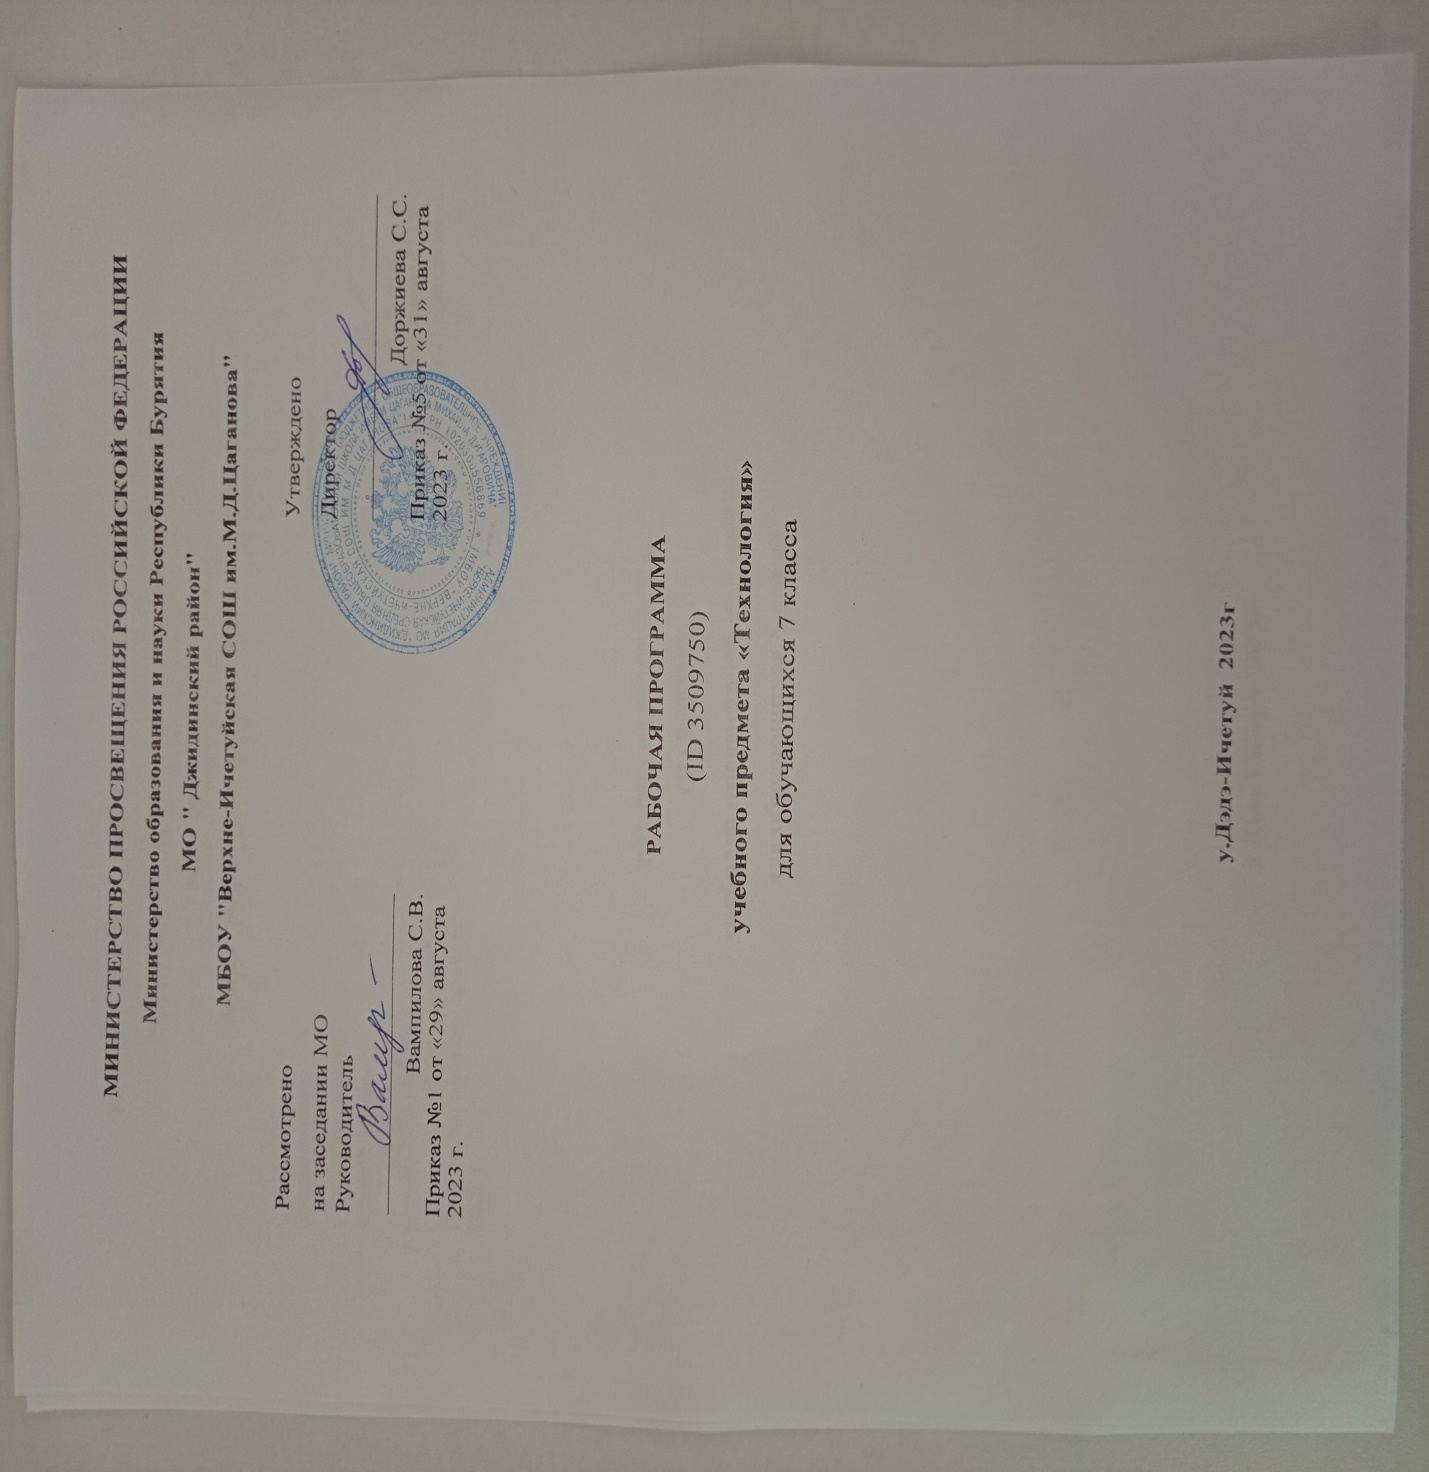 МИНИСТЕРСТВО ПРОСВЕЩЕНИЯ РОССИЙСКОЙ ФЕДЕРАЦИИ
Министерство образования и науки Республики Бурятия
МО " Джидинский район"
МБОУ "Верхне-Ичетуйская СОШ им.М.Д.Цаганова"
Рассмотрено
на заседании МО
Руководитель
Вампилова С.В.
Приказ №1 от «29» августа
2023 г.
Утверждено
Директор
Доржиева С.С.
Приказ №5 от «31» августа
2023 г.
РАБОЧАЯ ПРОГРАММА
(ID 3509750)
учебного предмета «Технология»
для обучающихся 7 класса
у.Дэдэ-Ичетуй 2023г